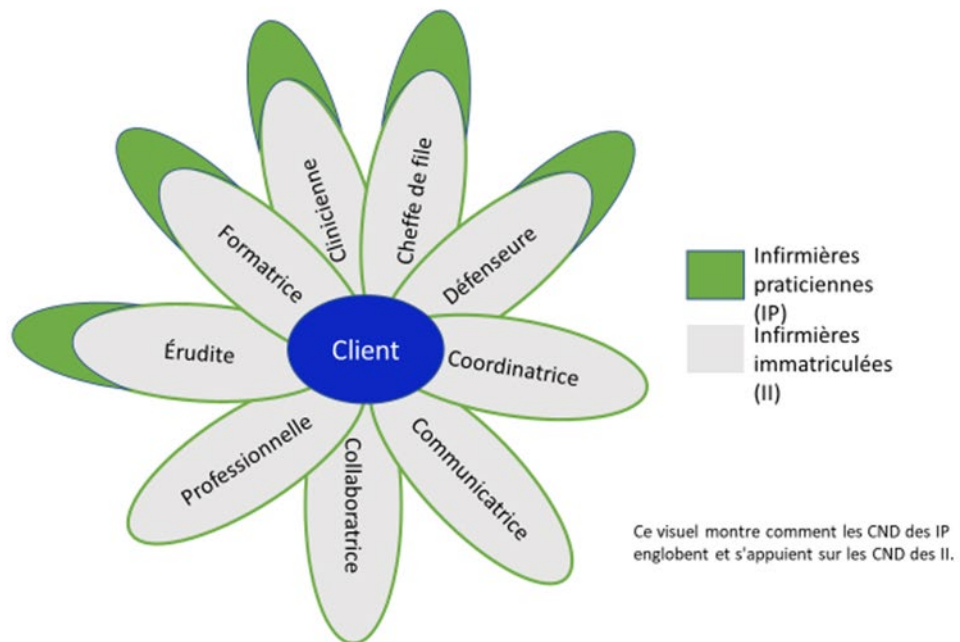 Clinicienne
Cheffe de file
Formatrice
Défenseure
Érudite
Client
Coordinatrice
Professionnelle
Collaboratrice
Communicatrice
Infirmières
praticiennes
(IP)
Infirmières
immatriculées
(II)
Ce visuel montre comment les CND des IP
englobent et s'appuient sur les CND des II.